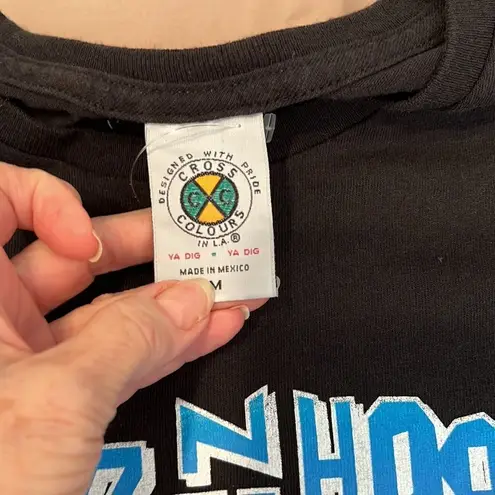 DESIGNED WITH PRIDE
CROSS
C C
COLOURS
IN L.A.®
YA DIG YA DIG
MADE IN MEXICO
M